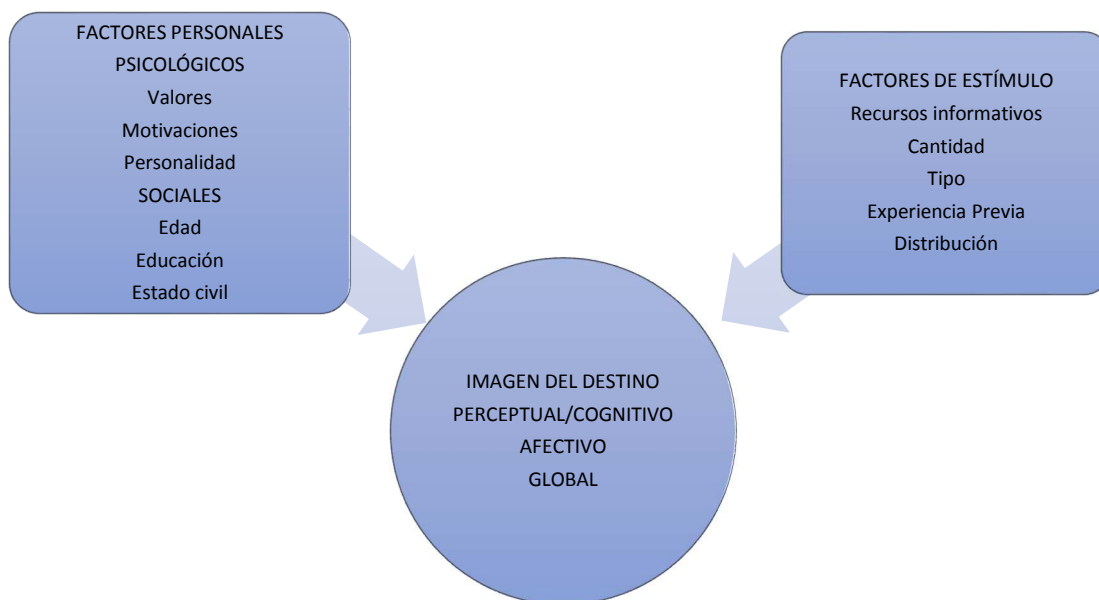 FACTORES PERSONALES
PSICOLÓGICOS
Valores
Motivaciones
Personalidad
SOCIALES
Edad
Educación
Estado civil
FACTORES DE ESTÍMULO
Recursos informativos
Cantidad
Tipo
Experiencia Previa
Distribución
IMAGEN DEL DESTINO
PERCEPTUAL/COGNITIVO
AFECTIVO
GLOBAL